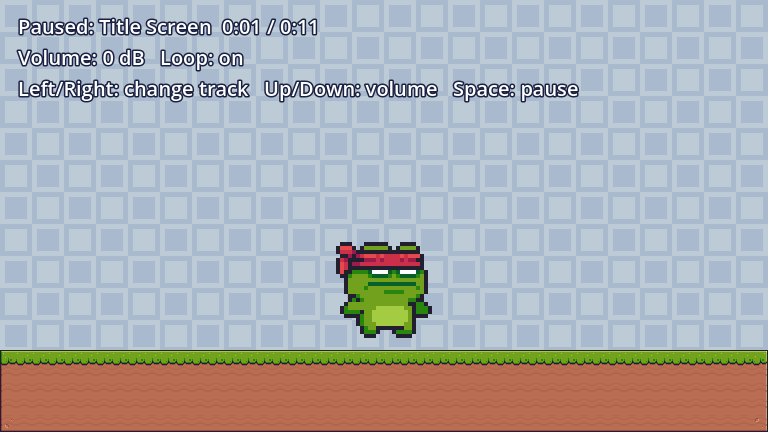 Paused: Title Screen  0:01 / 0:11
Volume: 0 dB   Loop: on
Left/Right: change track   Up/Down: volume   Space: pause